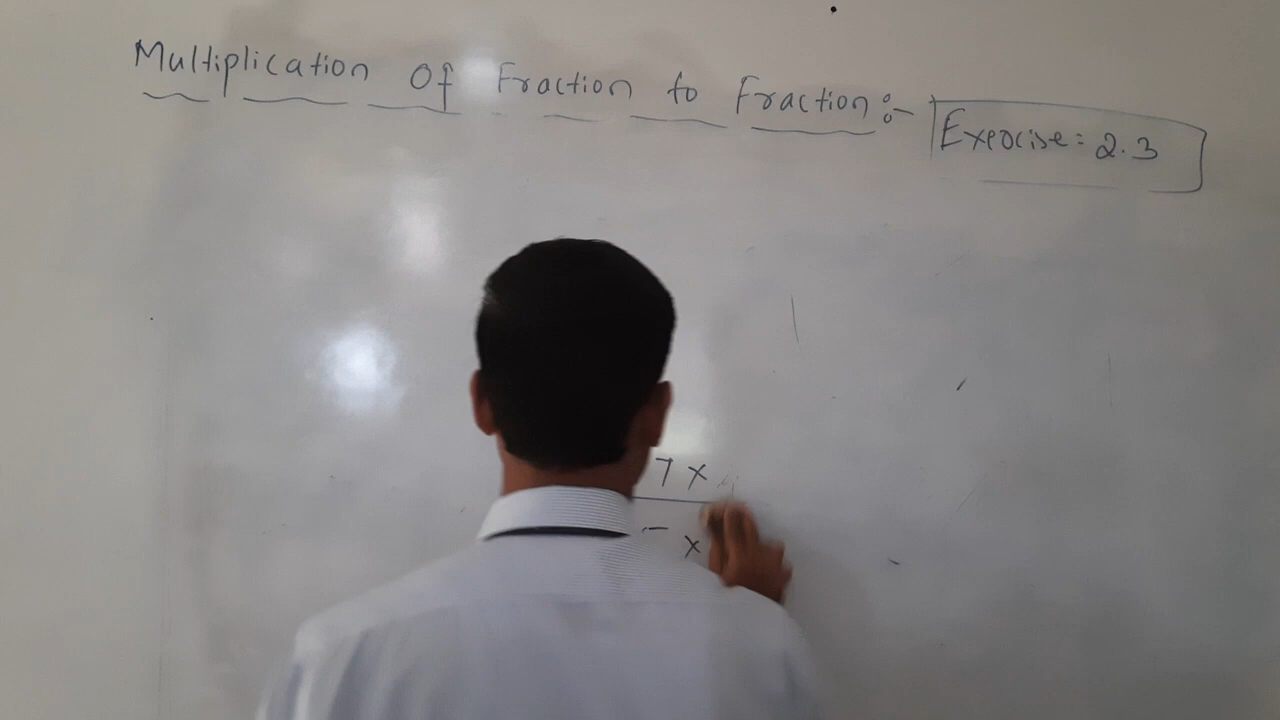 Multiplication Of Fraction to Fraction:-
Exercise = 2.3
7 x
x